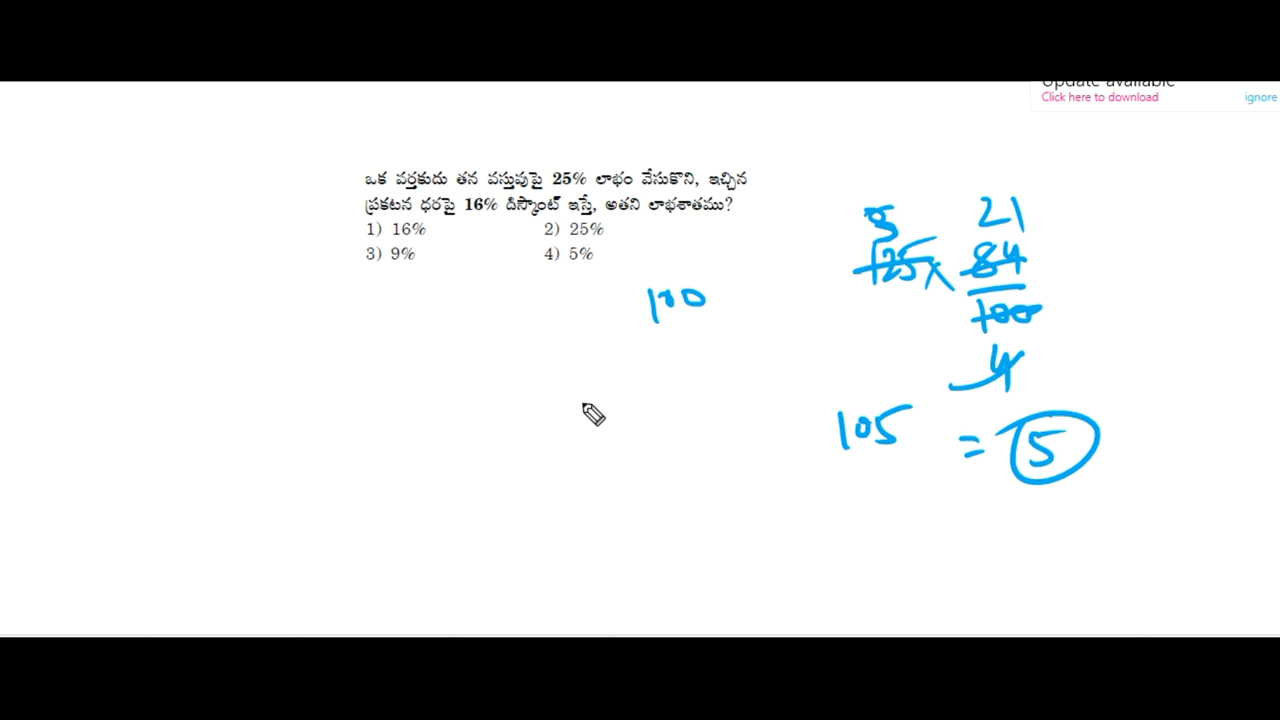 Update available
Click here to download ignore
ఒక వర్తకుదు తన వస్తువుపై 25% లాభం వేసుకొని, ఇచ్చిన
ప్రకటన ధరపై 16% డిస్కౌంట్ ఇస్తే, అతని లాభశాతము?
1) 16% 2) 25%
3) 9% 4) 5%
5 21
125 x 84
100
100
4
105 = 5